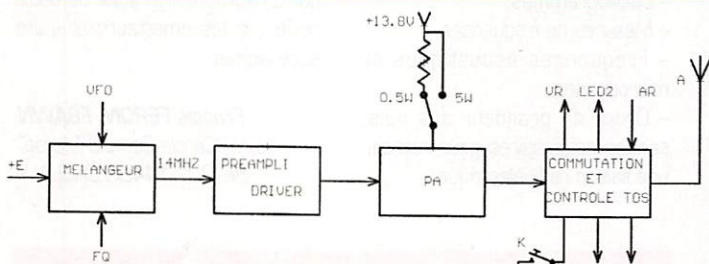 +13.8V
VFO
0.5W
5W
VR LED2 AR
A
+E
MELANGEUR
14MHZ
PREAMPLI
DRIVER
PA
COMMUTATION
ET
CONTROLE TOS
FQ
K